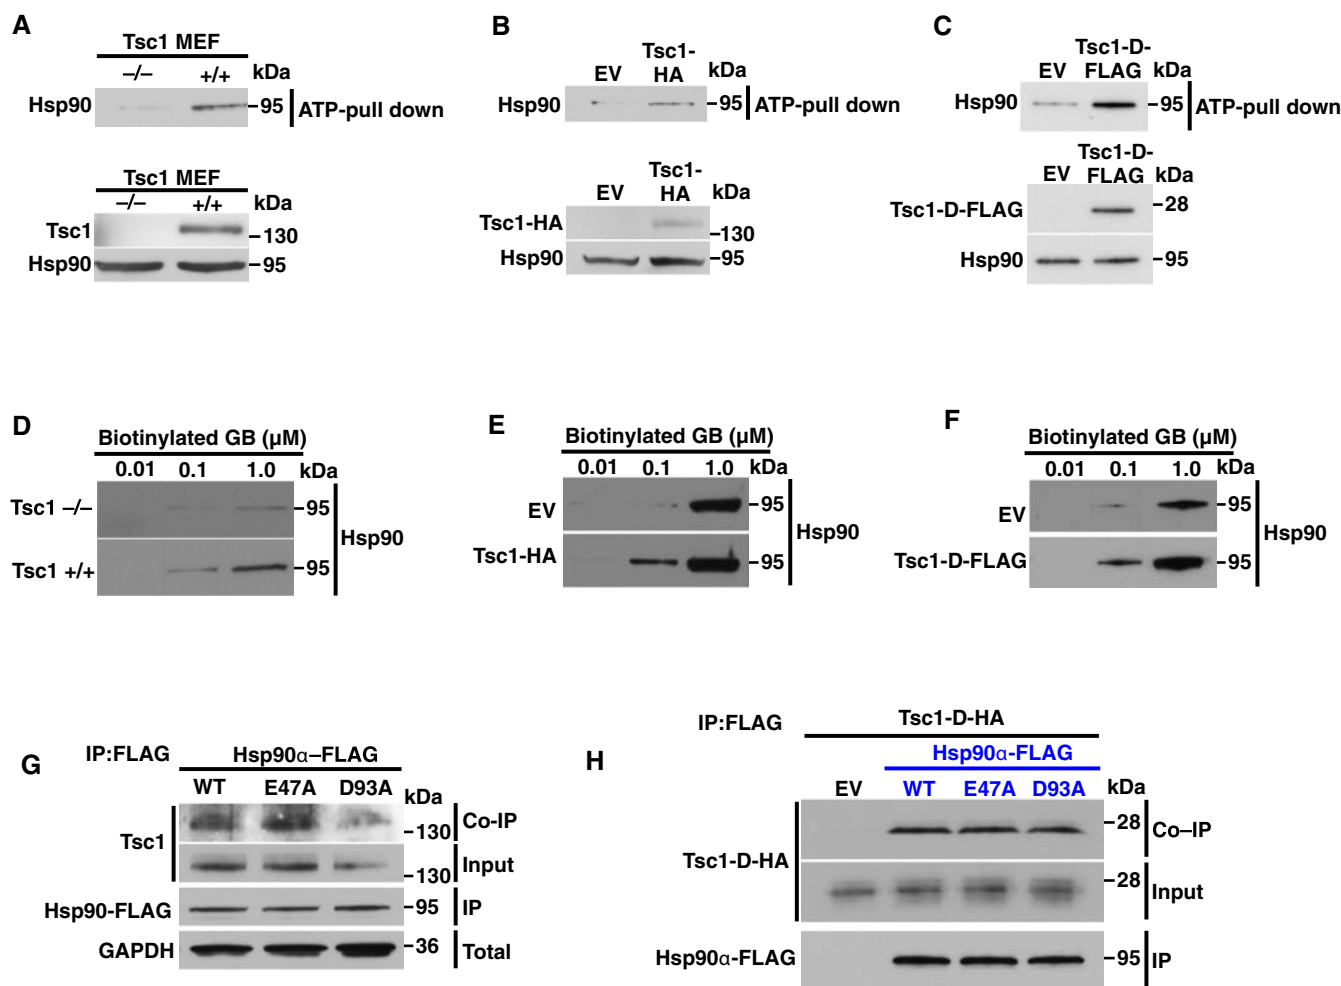 A
Tsc1 MEF
–/– +/+ kDa
Hsp90 95 ATP-pull down
Tsc1 MEF
–/– +/+ kDa
Tsc1 130
Hsp90 95
B
EV Tsc1-HA kDa
Hsp90 95 ATP-pull down
EV Tsc1-HA kDa
Tsc1-HA 130
Hsp90 95
C
EV Tsc1-D-FLAG kDa
Hsp90 95 ATP-pull down
EV Tsc1-D-FLAG kDa
Tsc1-D-FLAG 28
Hsp90 95
D
Biotinylated GB (μM)
0.01 0.1 1.0 kDa
Tsc1 –/– 95
Hsp90
Tsc1 +/+ 95
E
Biotinylated GB (μM)
0.01 0.1 1.0 kDa
EV 95
Hsp90
Tsc1-HA 95
F
Biotinylated GB (μM)
0.01 0.1 1.0 kDa
EV 95
Hsp90
Tsc1-D-FLAG 95
G
IP:FLAG Hsp90α–FLAG
WT E47A D93A kDa
Tsc1
130 Co-IP
130 Input
Hsp90-FLAG 95 IP
GAPDH 36 Total
H
IP:FLAG Tsc1-D-HA
Hsp90α-FLAG
EV WT E47A D93A kDa
Tsc1-D-HA
28 Co–IP
28 Input
Hsp90α-FLAG 95 IP